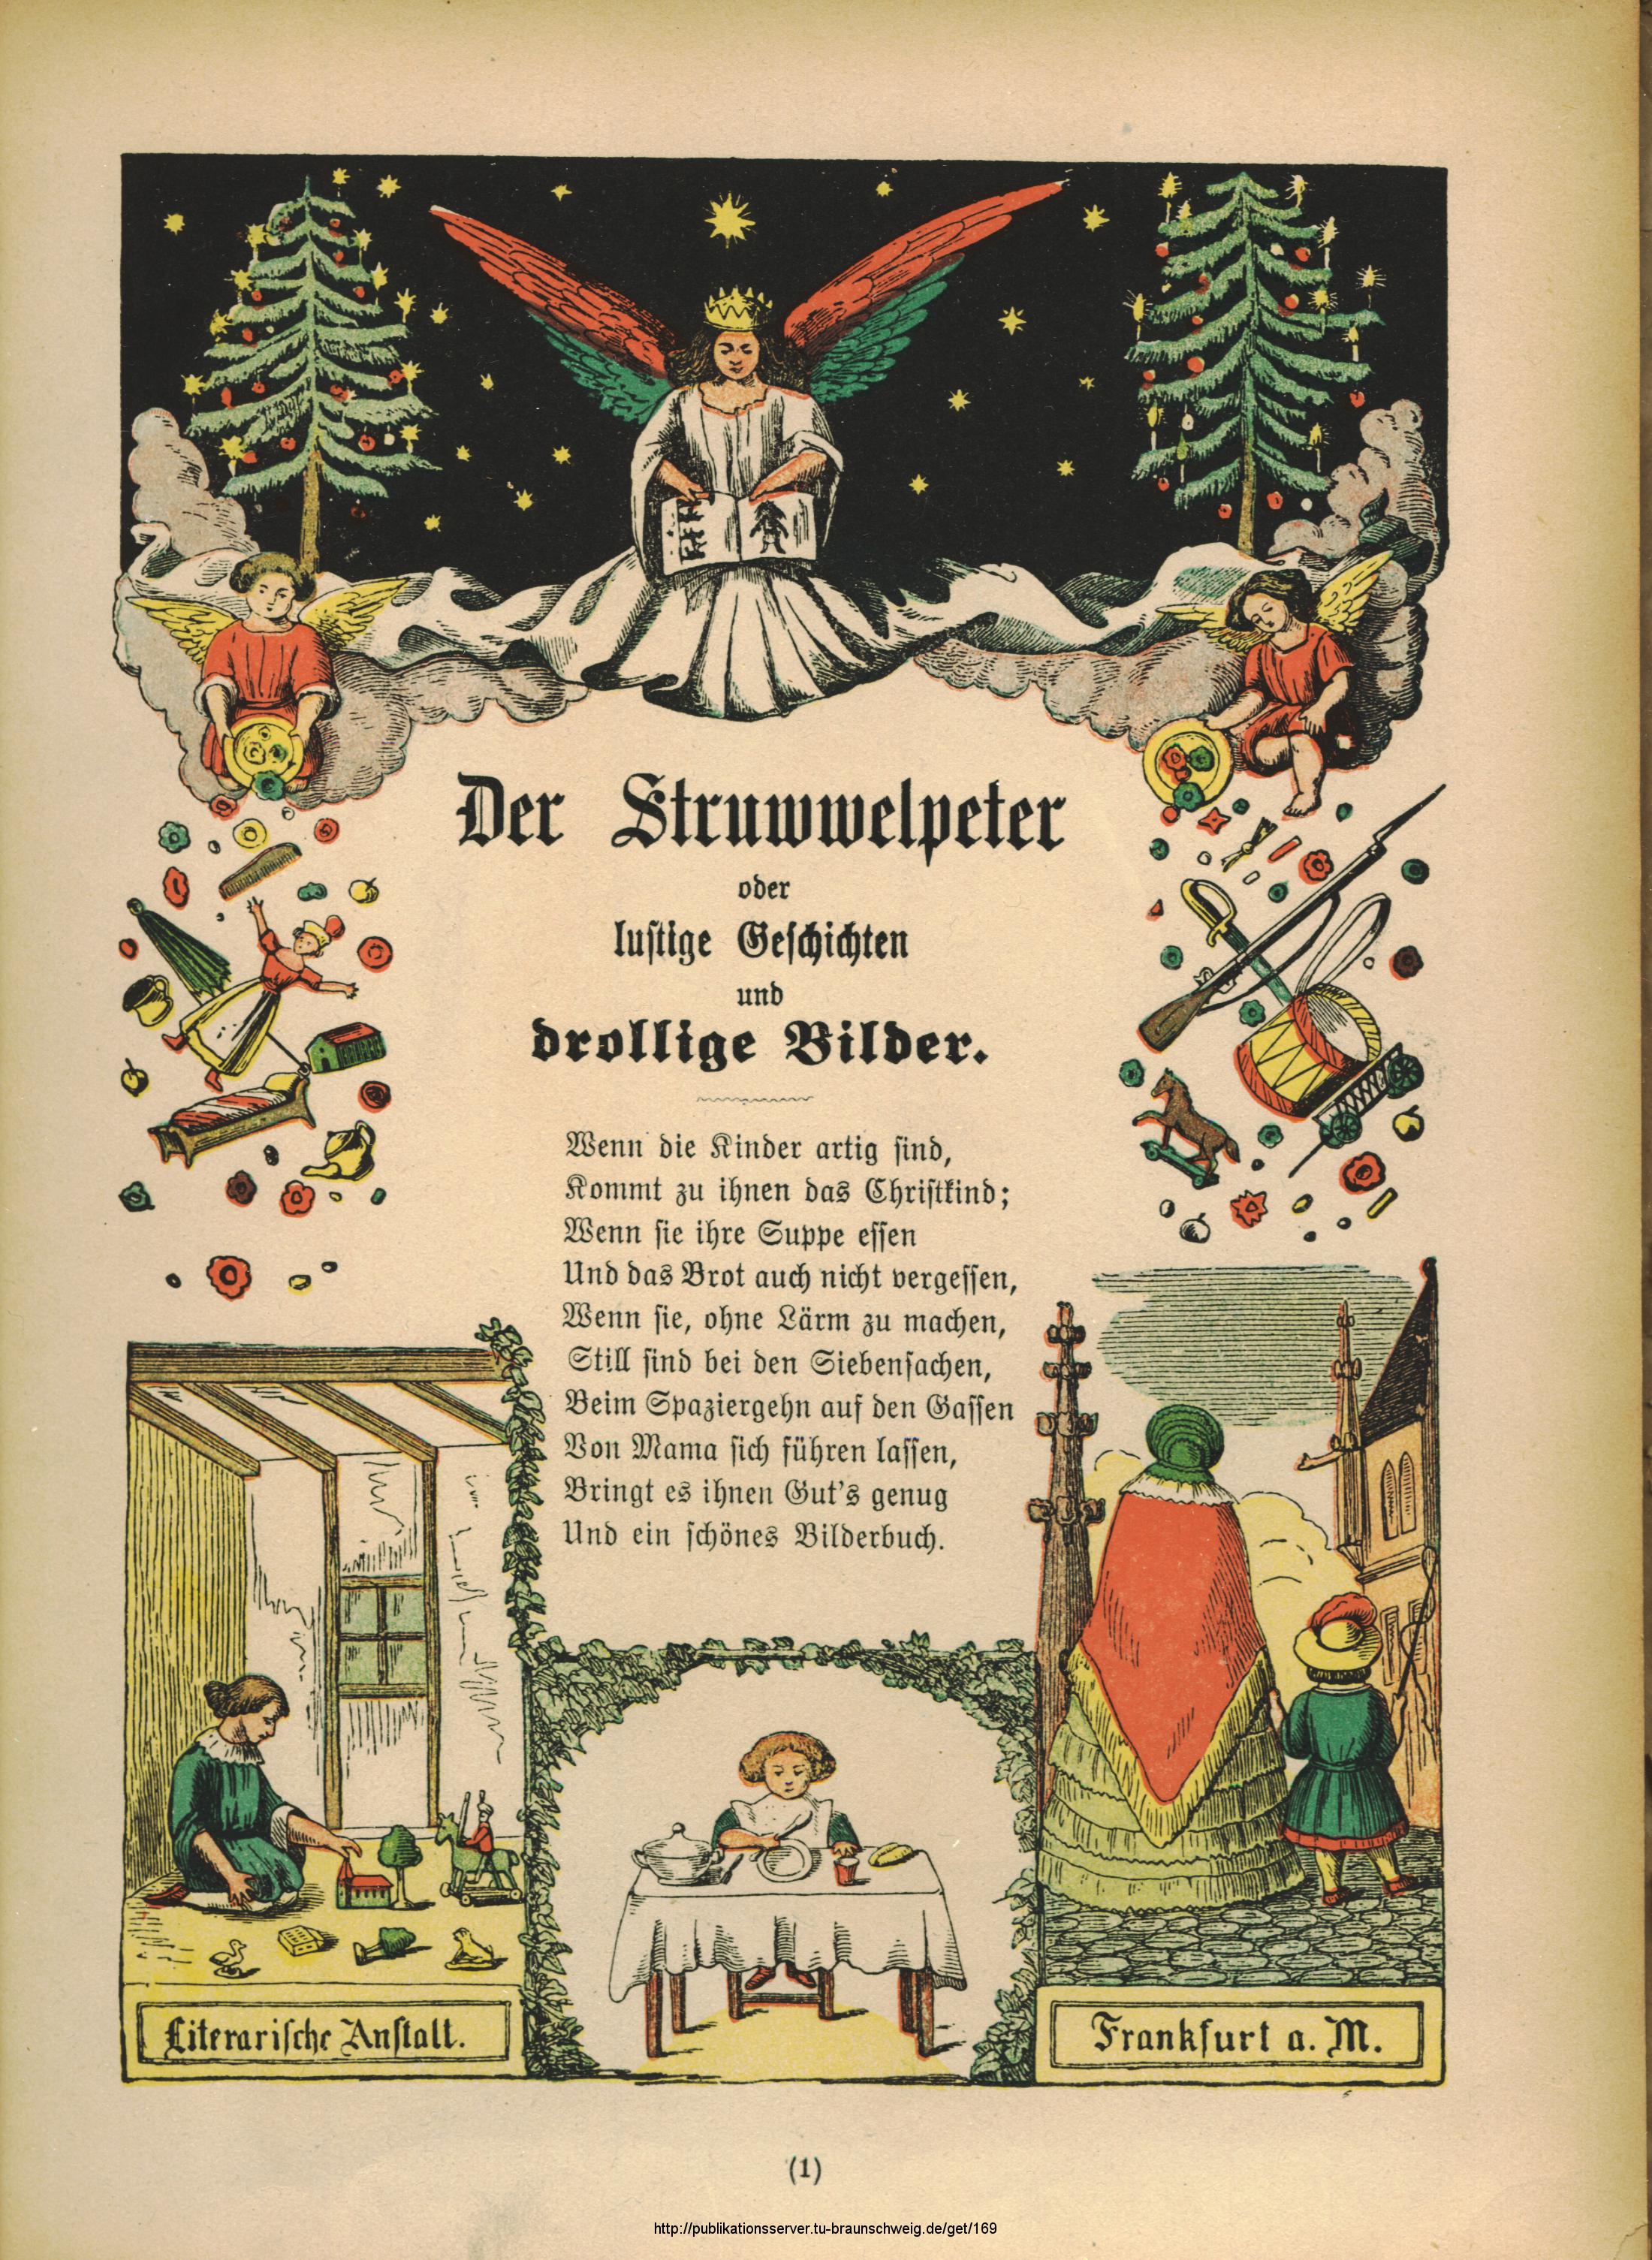 Der Struwwelpeter
oder
luſtige Geſchichten
und
drollige Bilder.
Wenn die Kinder artig ſind,
Kommt zu ihnen das Chriſtkind;
Wenn ſie ihre Suppe eſſen
Und das Brot auch nicht vergeſſen,
Wenn ſie, ohne Lärm zu machen,
Still ſind bei den Siebenſachen,
Beim Spaziergehn auf den Gaſſen
Von Mama ſich führen laſſen,
Bringt es ihnen Gut's genug
Und ein ſchönes Bilderbuch.
Literariſche Anſtalt.
Frankfurt a. M.
(1)
http://publikationsserver.tu-braunschweig.de/get/169